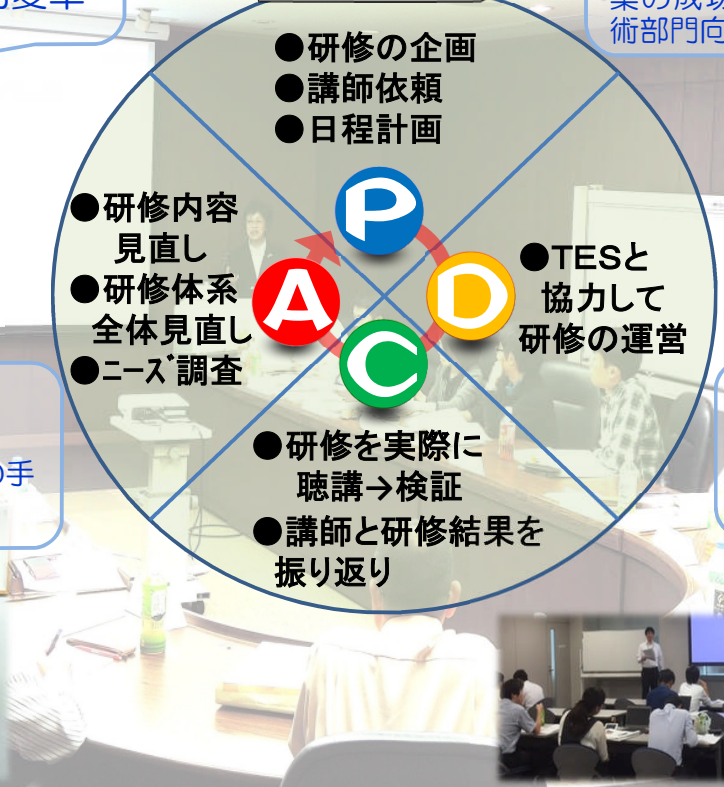 術部門向
●研修の企画
●講師依頼
●日程計画
P
●研修内容
見直し
●研修体系
全体見直し
●ニーズ調査
A
D
●TESと
協力して
研修の運営
C
の手
●研修を実際に
聴講→検証
●講師と研修結果を
振り返り